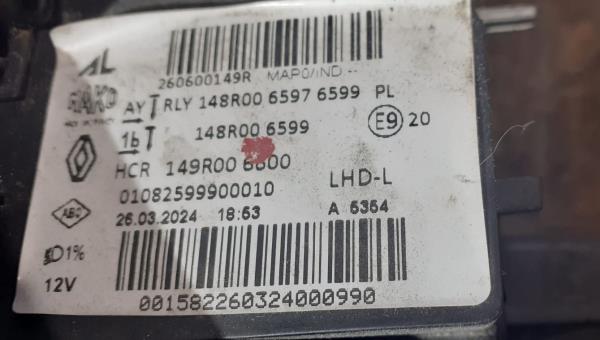 AL
260600149R MAP0/IND --
AY RLY 148R00 6597 6599 PL
1b 148R00 6599
E9 20
HCR 149R00
01082599900010 LHD-L
26.03.2024 18:53 A 5354
D 1%
12V
001582260324000990